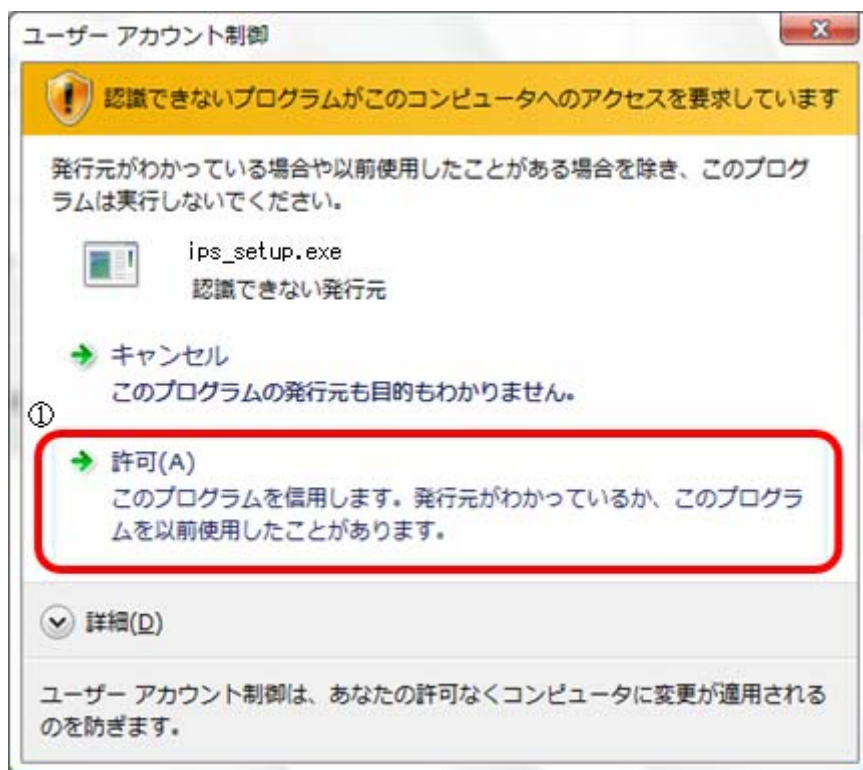 ユーザー アカウント制御
認識できないプログラムがこのコンピュータへのアクセスを要求しています
発行元がわかっている場合や以前使用したことがある場合を除き、このプログ
ラムは実行しないでください。
ips_setup.exe
認識できない発行元
キャンセル
このプログラムの発行元も目的もわかりません。
①
許可(A)
このプログラムを信用します。発行元がわかっているか、このプログラ
ムを以前使用したことがあります。
詳細(D)
ユーザー アカウント制御は、あなたの許可なくコンピュータに変更が適用される
のを防ぎます。